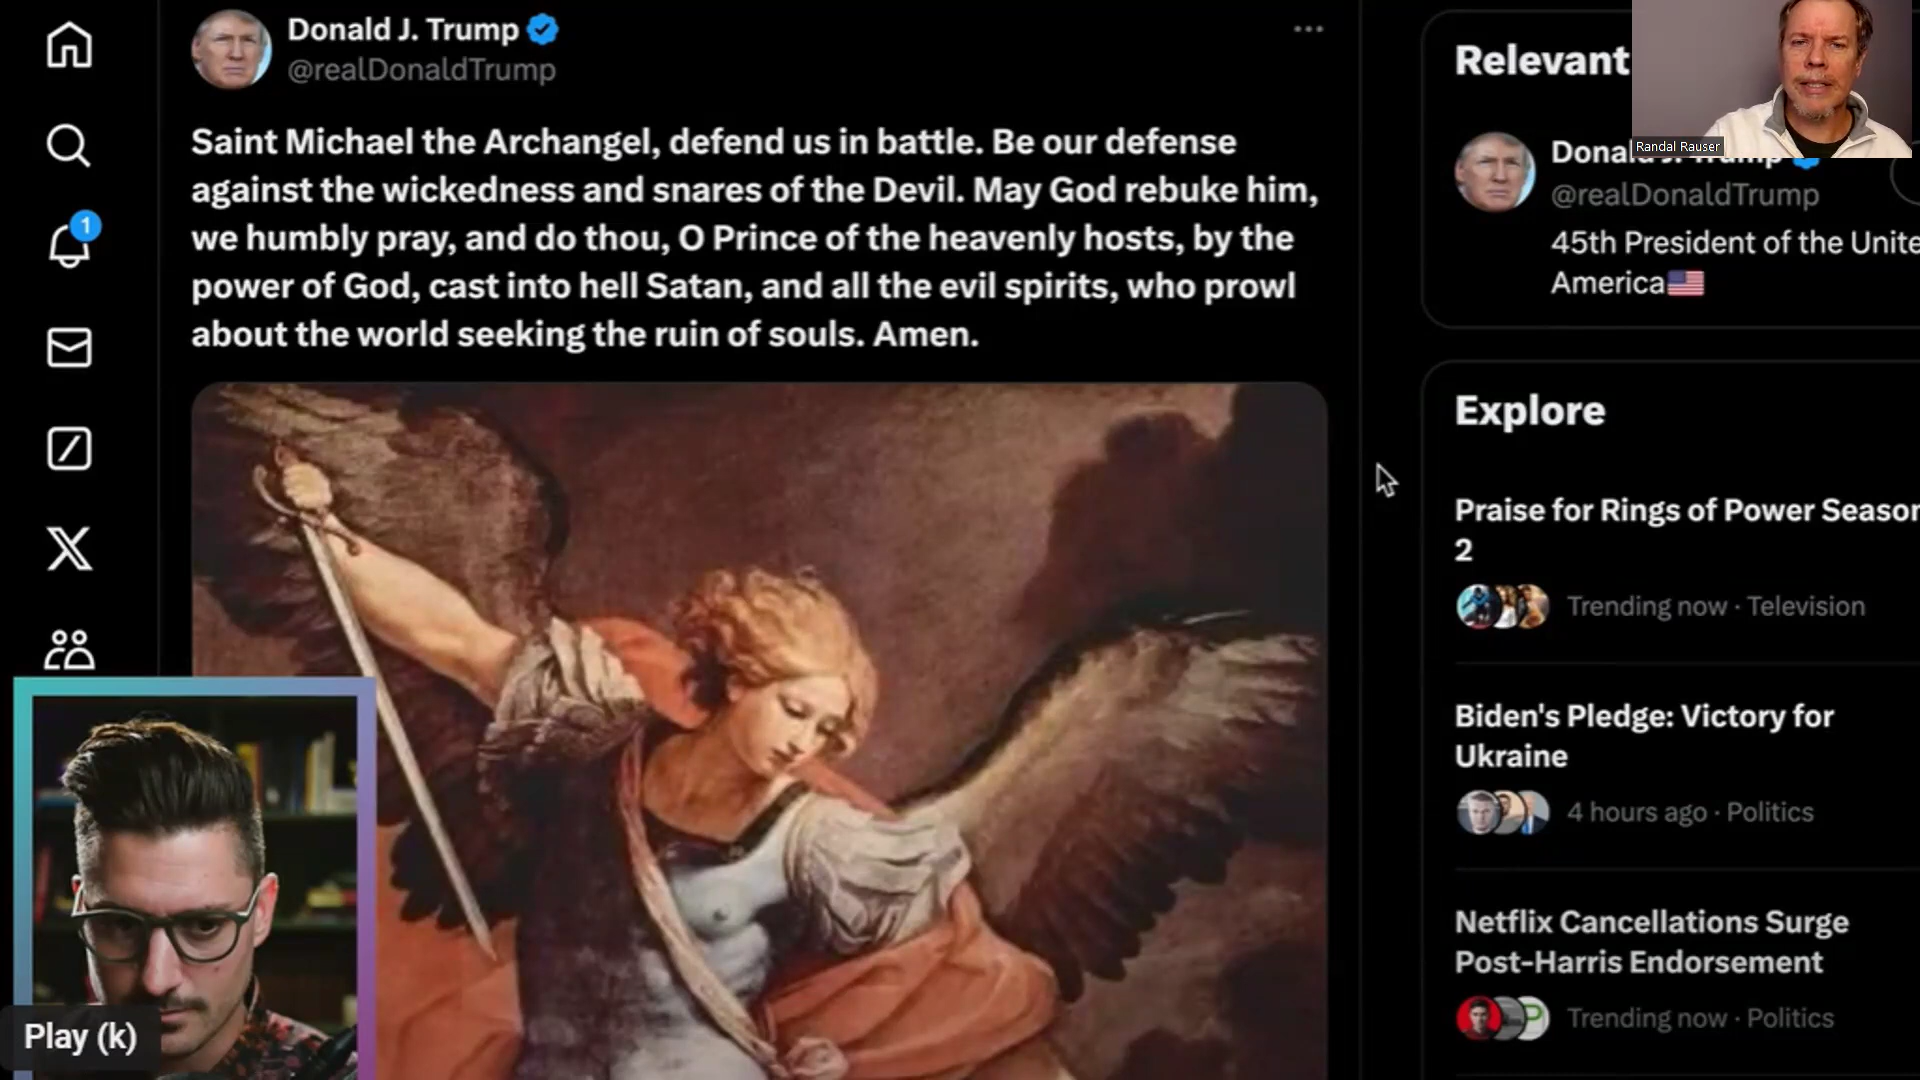 Donald J. Trump
@realDonaldTrump
Saint Michael the Archangel, defend us in battle. Be our defense
against the wickedness and snares of the Devil. May God rebuke him,
we humbly pray, and do thou, O Prince of the heavenly hosts, by the
power of God, cast into hell Satan, and all the evil spirits, who prowl
about the world seeking the ruin of souls. Amen.
1
Play (k)
Relevant
Randal Rauser
Donald J. Trump
@realDonaldTrump
45th President of the Unite
America
Explore
Praise for Rings of Power Season
2
Trending now · Television
Biden's Pledge: Victory for
Ukraine
4 hours ago · Politics
Netflix Cancellations Surge
Post-Harris Endorsement
Trending now · Politics